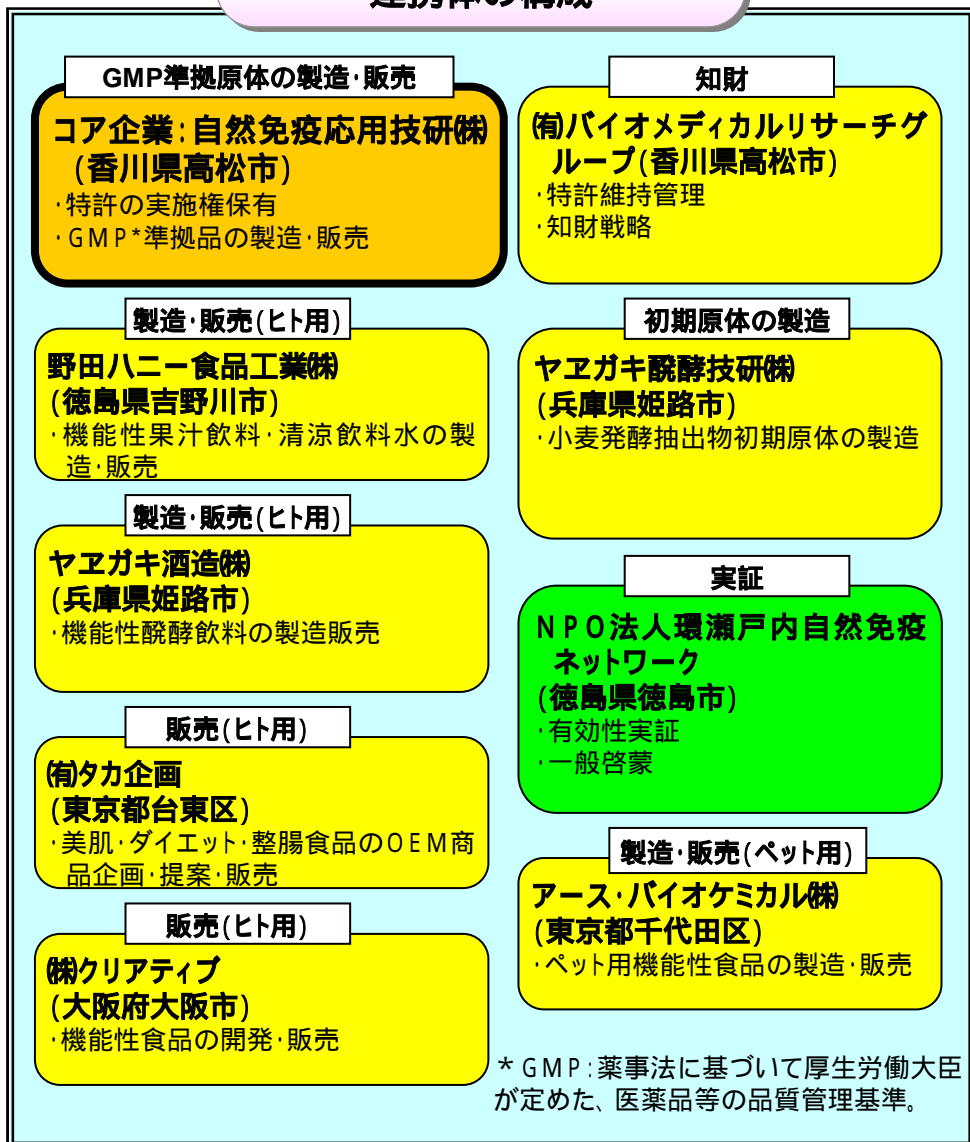 連携体の構成
GMP準拠原体の製造・販売
コア企業：自然免疫応用技研㈱
(香川県高松市)
・特許の実施権保有
・GMP*準拠品の製造・販売
製造・販売(ヒト用)
野田ハニー食品工業㈱
(徳島県吉野川市)
・機能性果汁飲料・清涼飲料水の製
造・販売
製造・販売(ヒト用)
ヤヱガキ酒造㈱
(兵庫県姫路市)
・機能性醗酵飲料の製造販売
販売(ヒト用)
㈲タカ企画
(東京都台東区)
・美肌・ダイエット・整腸食品のOEM商
品企画・提案・販売
販売(ヒト用)
㈱クリアティブ
(大阪府大阪市)
・機能性食品の開発・販売
知財
㈲バイオメディカルリサーチグ
ループ(香川県高松市)
・特許維持管理
・知財戦略
初期原体の製造
ヤヱガキ醗酵技研㈱
(兵庫県姫路市)
・小麦発酵抽出物初期原体の製造
実証
NPO法人環瀬戸内自然免疫
ネットワーク
(徳島県徳島市)
・有効性実証
・一般啓蒙
製造・販売(ペット用)
アース・バイオケミカル㈱
(東京都千代田区)
・ペット用機能性食品の製造・販売
*GMP：薬事法に基づいて厚生労働大臣
が定めた、医薬品等の品質管理基準。